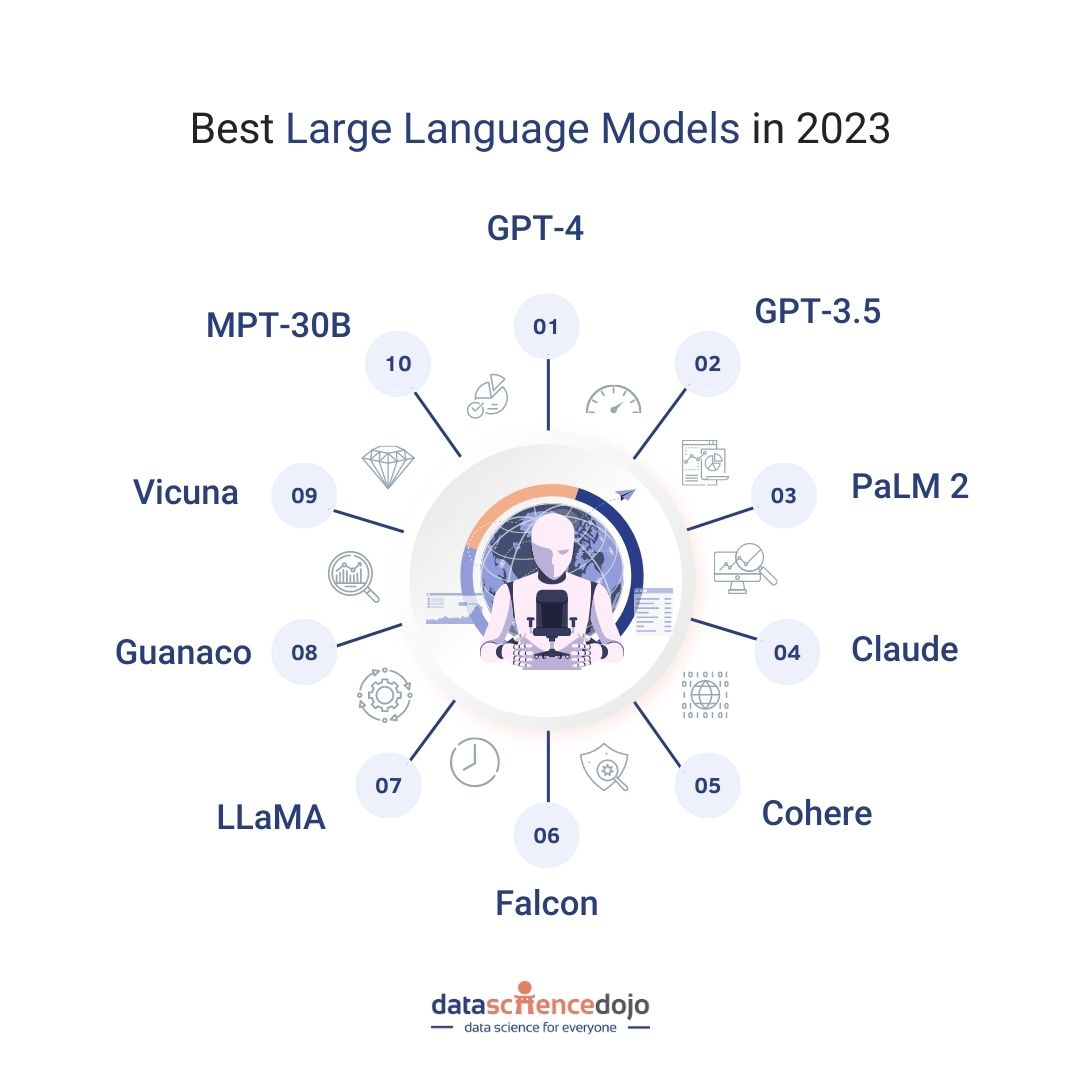 Best Large Language Models in 2023
GPT-4
01
GPT-3.5
02
PaLM 2
03
Claude
04
Cohere
05
Falcon
06
LLaMA
07
Guanaco
08
Vicuna
09
MPT-30B
10
datasciencedojo
data science for everyone